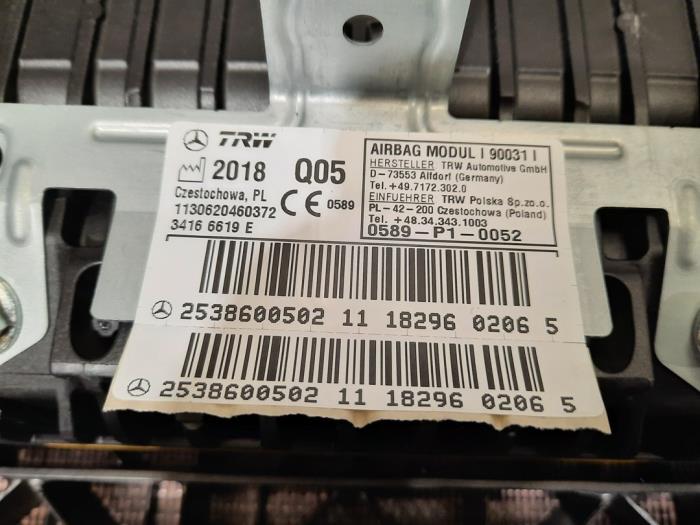 TRW
2018 Q05
Czestochowa, PL
1130620460372
CE 0589
34166619 E
AIRBAG MODUL | 90031 |
HERSTELLER TRW Automotive GmbH
D-73553 Alfdorf (Germany)
Tel.+49.7172.302.0
EINFUEHRER TRW Polska Sp.zo.o.
PL-42-200 Czestochowa (Poland)
Tel. +48.34.343.1003
0589-P1-0052
2538600502 11 18296 0206 5
2538600502 11 18296 0206 5